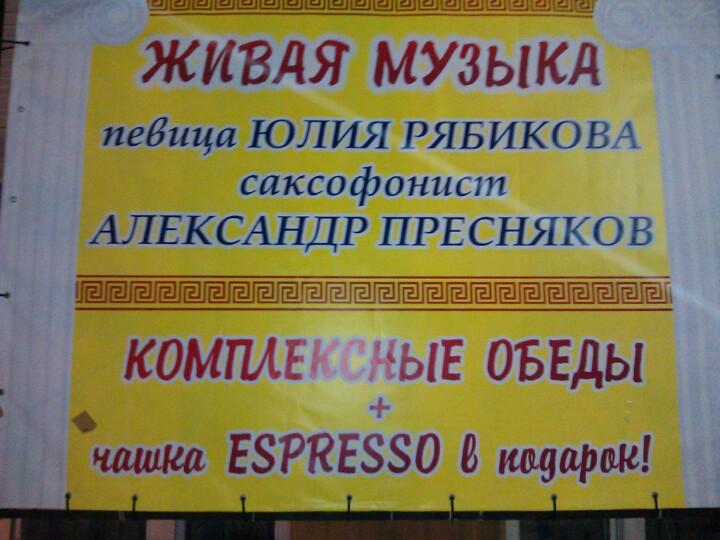 ЖИВАЯ МУЗЫКА
певица ЮЛИЯ РЯБИКОВА
саксофонист
АЛЕКСАНДР ПРЕСНЯКОВ
КОМПЛЕКСНЫЕ ОБЕДЫ
+
чашка ESPRESSO в подарок!